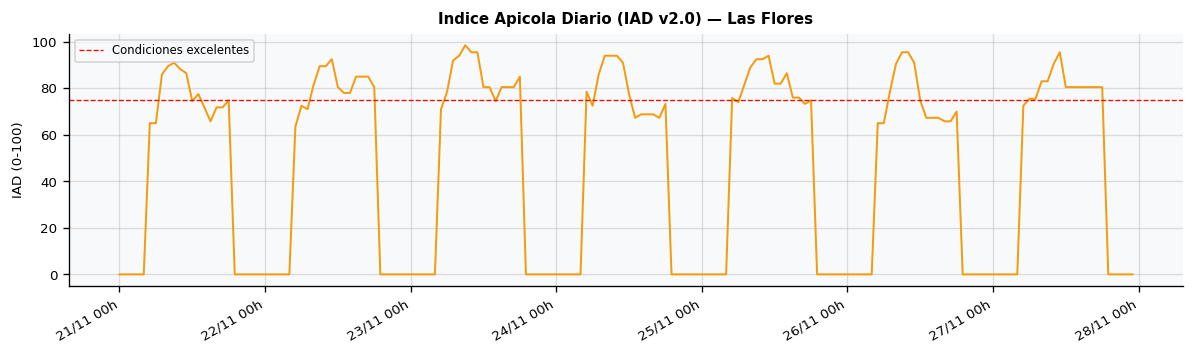 Indice Apicola Diario (IAD v2.0) — Las Flores
Condiciones excelentes
IAD (0-100)
100
80
60
40
20
0
21/11 00h
22/11 00h
23/11 00h
24/11 00h
25/11 00h
26/11 00h
27/11 00h
28/11 00h